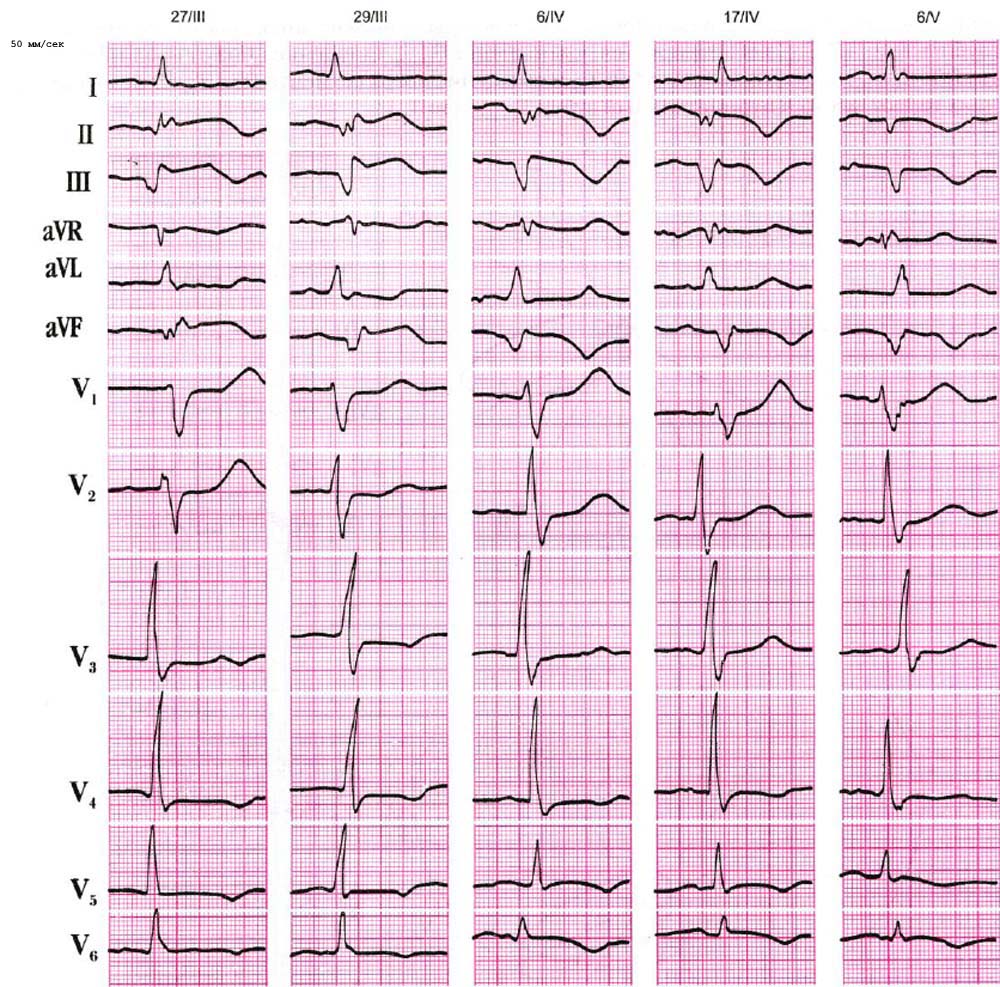 27/III 29/III 6/IV 17/IV 6/V
50 мм/сек
I
II
III
aVR
aVL
aVF
V1
V2
V3
V4
V5
V6